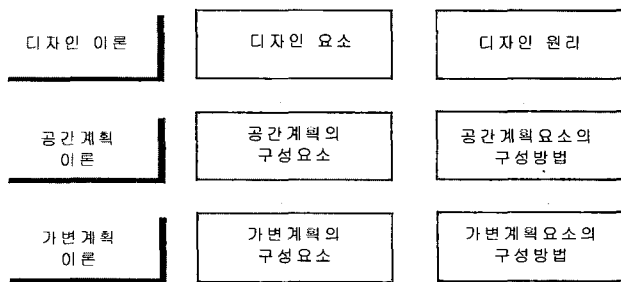 디자인 이론
디자인 요소
디자인 원리
공간계획
이론
공간계획의
구성요소
공간계획요소의
구성방법
가변계획
이론
가변계획의
구성요소
가변계획요소의
구성방법